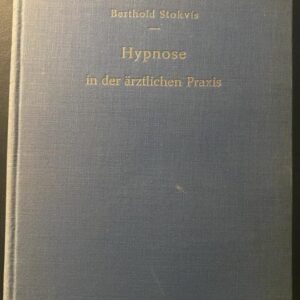 Berthold Stokvis
Hypnose
in der ärztlichen Praxis